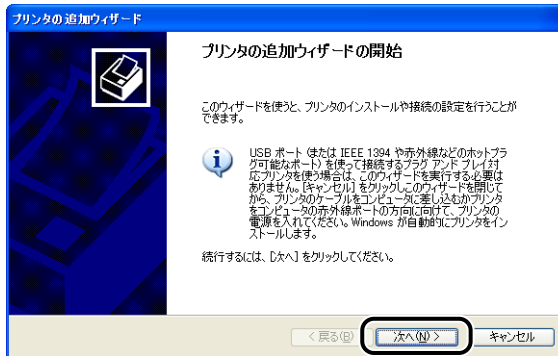 プリンタの追加ウィザード
プリンタの追加ウィザードの開始
このウィザードを使うと、プリンタのインストールや接続の設定を行うことが
できます。
USB ポート (または IEEE 1394 や赤外線などのホットプラ
グ可能なポート) を使って接続するプラグ アンド プレイ対
応プリンタを使う場合は、このウィザードを実行する必要は
ありません。[キャンセル] をクリックしこのウィザードを閉じて
から、プリンタのケーブルをコンピュータに差し込むかプリンタ
をコンピュータの赤外線ポートの方向に向けて、プリンタの
電源を入れてください。Windows が自動的にプリンタをイン
ストールします。
続行するには、[次へ] をクリックしてください。
< 戻る(B)
次へ(N) >
キャンセル